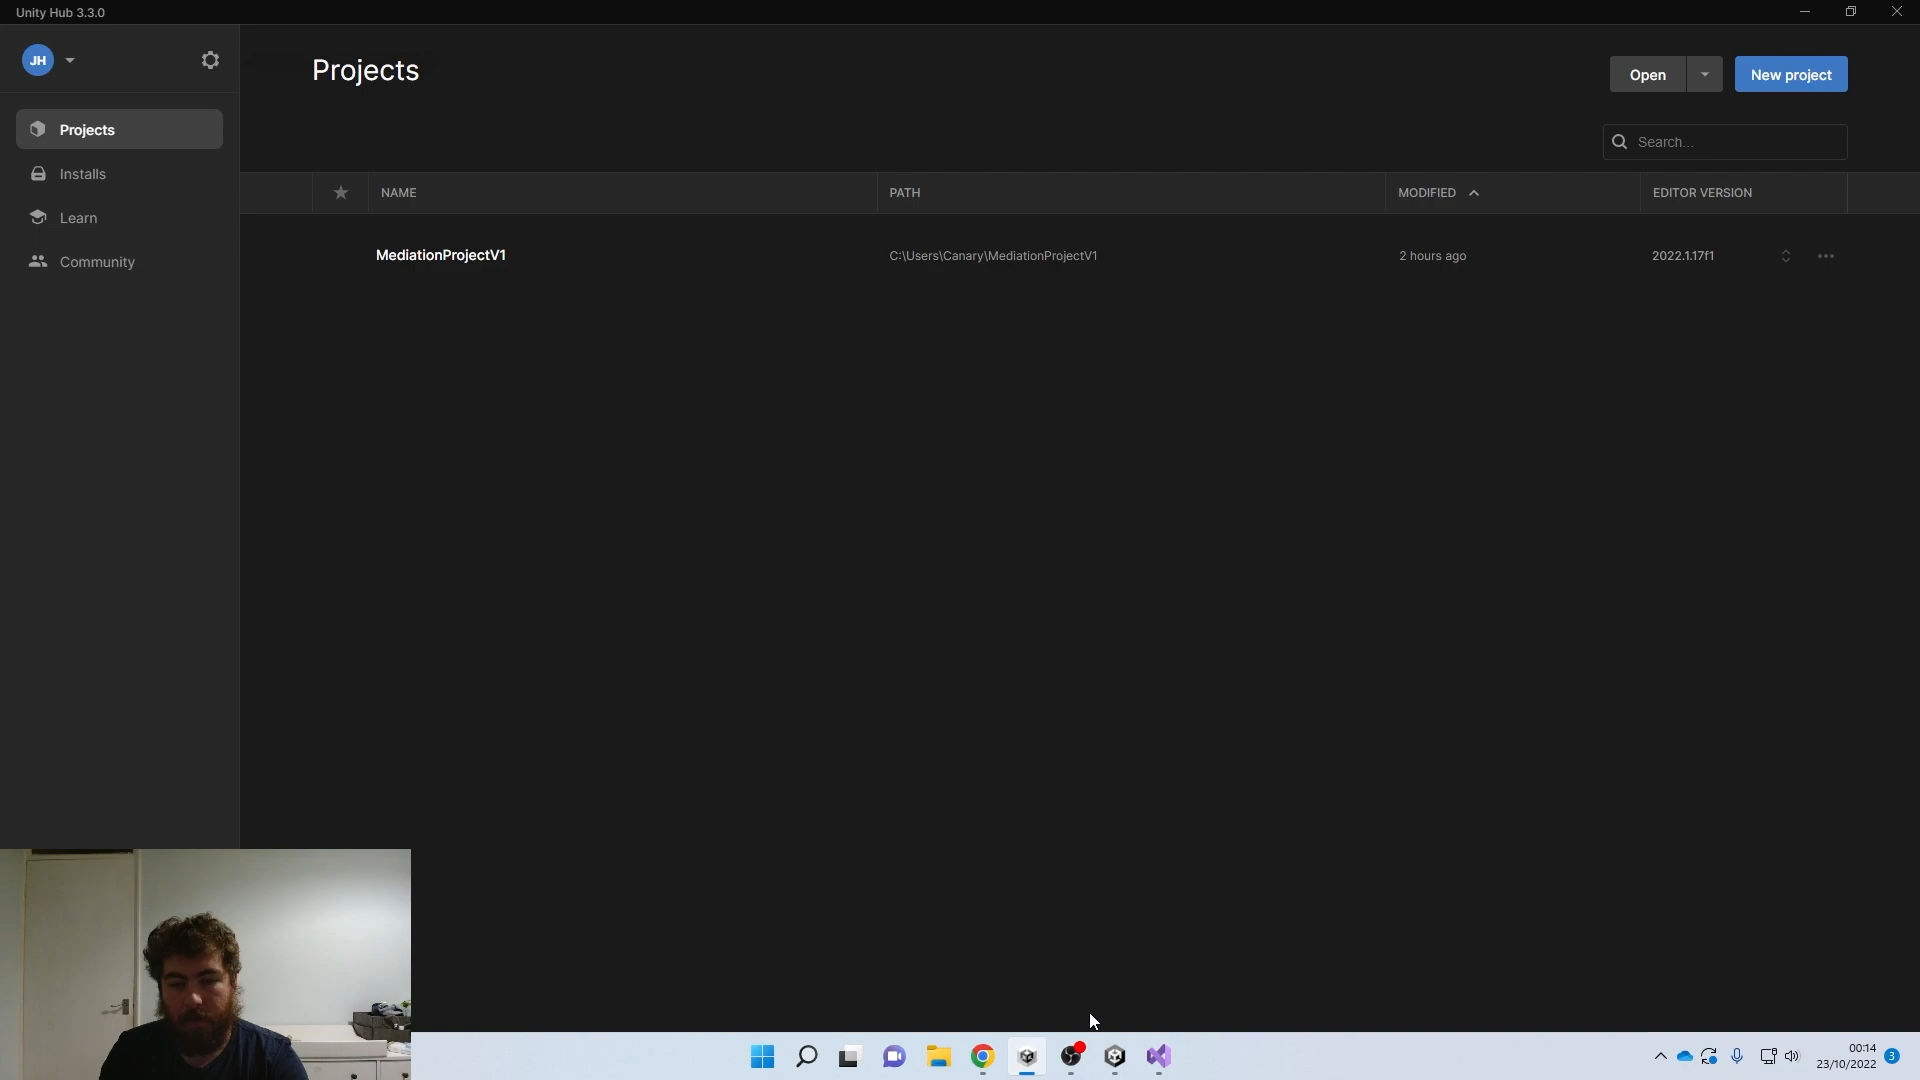 Unity Hub 3.3.0
JH
Projects
Open
New project
Projects
Search...
Installs
NAME
PATH
MODIFIED
EDITOR VERSION
Learn
MediationProjectV1
C:\Users\Canary\MediationProjectV1
2 hours ago
2022.1.17f1
Community
00:14
23/10/2022
3